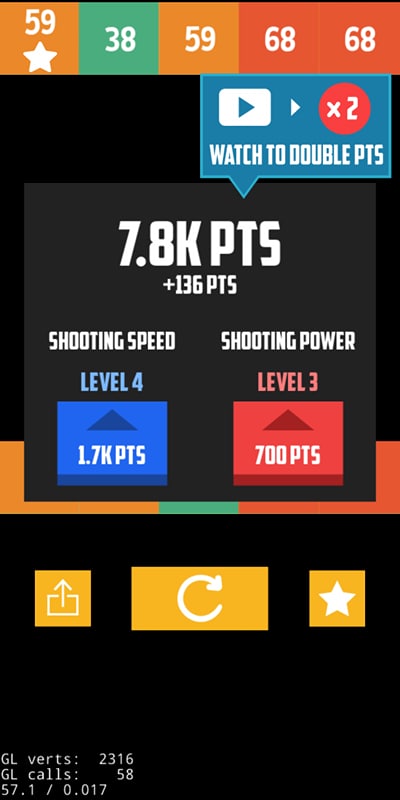 59 38 59 68 68
×2
WATCH TO DOUBLE PTS
7.8K PTS
+136 PTS
SHOOTING SPEED SHOOTING POWER
LEVEL 4 LEVEL 3
1.7K PTS 700 PTS
GL verts: 2316
GL calls: 58
57.1 / 0.017